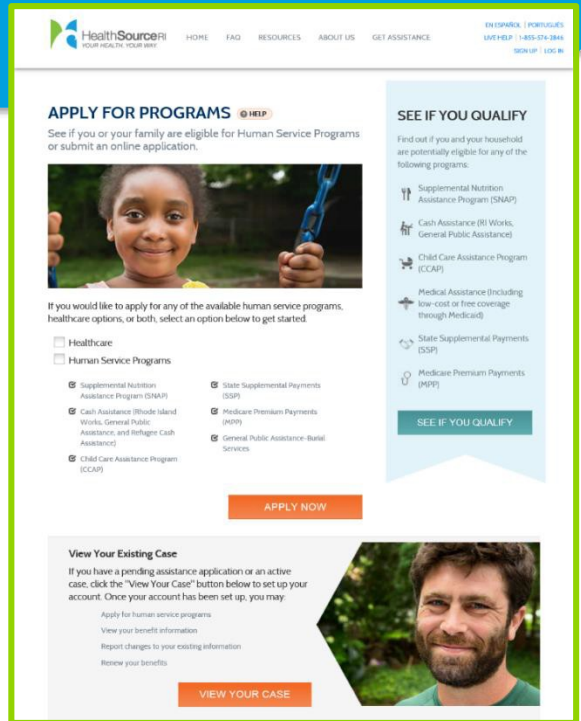 HealthSourceRI
YOUR HEALTH. YOUR WAY.
HOME FAQ RESOURCES ABOUT US GET ASSISTANCE
EN ESPAÑOL | PORTUGUÊS
LIVE HELP | 1-855-574-2846
SIGN UP | LOG IN
APPLY FOR PROGRAMS HELP
See if you or your family are eligible for Human Service Programs
or submit an online application.
If you would like to apply for any of the available human service programs,
healthcare options, or both, select an option below to get started.
Healthcare
Human Service Programs
Supplemental Nutrition
Assistance Program (SNAP)
Cash Assistance (Rhode Island
Works, General Public
Assistance, and Refugee Cash
Assistance)
Child Care Assistance Program
(CCAP)
State Supplemental Payments
(SSP)
Medicare Premium Payments
(MPP)
General Public Assistance-Burial
Services
APPLY NOW
SEE IF YOU QUALIFY
Find out if you and your household
are potentially eligible for any of the
following programs:
Supplemental Nutrition
Assistance Program (SNAP)
Cash Assistance (RI Works,
General Public Assistance)
Child Care Assistance Program
(CCAP)
Medical Assistance (Including
low-cost or free coverage
through Medicaid)
State Supplemental Payments
(SSP)
Medicare Premium Payments
(MPP)
SEE IF YOU QUALIFY
View Your Existing Case
If you have a pending assistance application or an active
case, click the "View Your Case" button below to set up your
account. Once your account has been set up, you may:
Apply for human service programs
View your benefit information
Report changes to your existing information
Renew your benefits
VIEW YOUR CASE